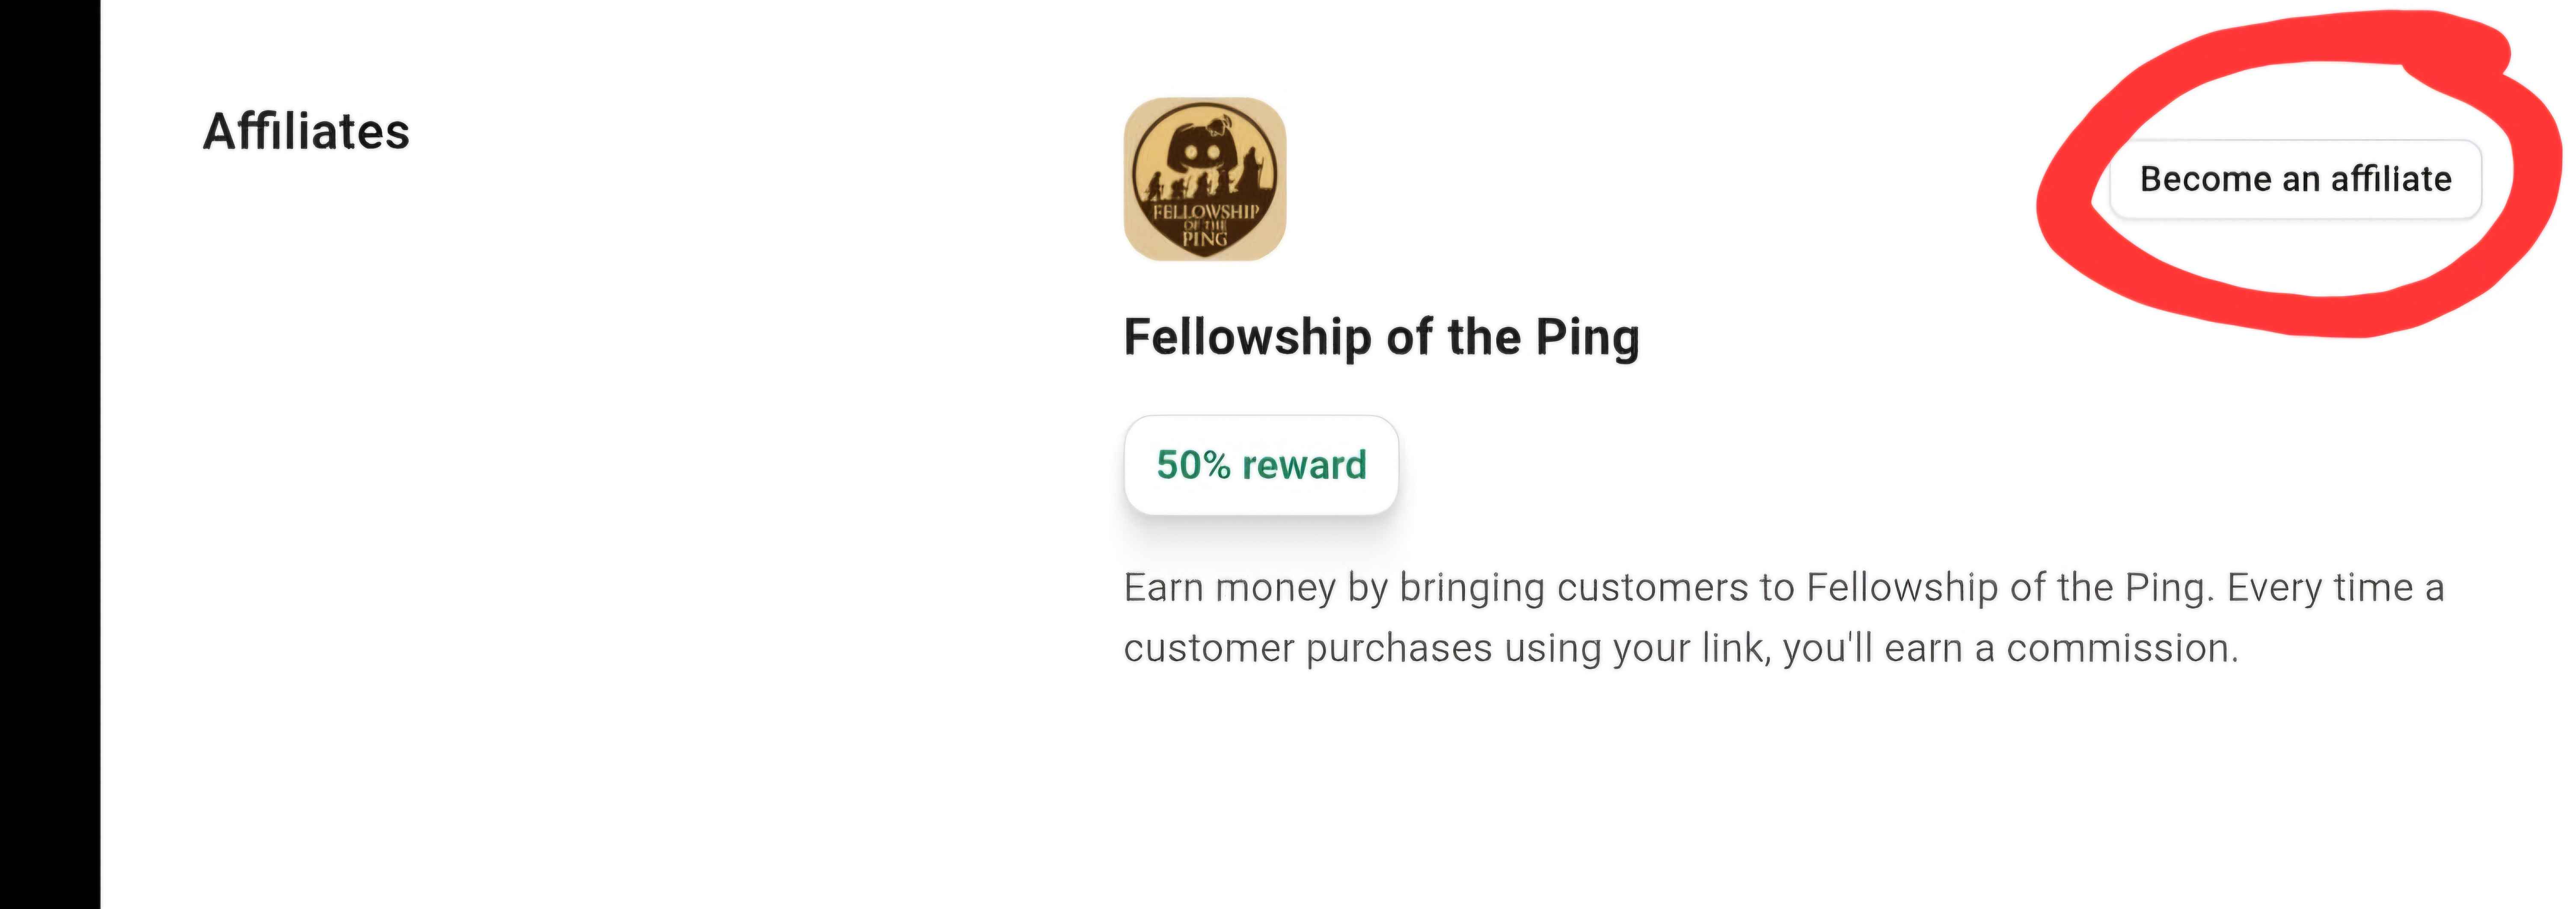 Affiliates
Become an affiliate
FELLOWSHIP
OF THE
PING
Fellowship of the Ping
50% reward
Earn money by bringing customers to Fellowship of the Ping. Every time a
customer purchases using your link, you'll earn a commission.